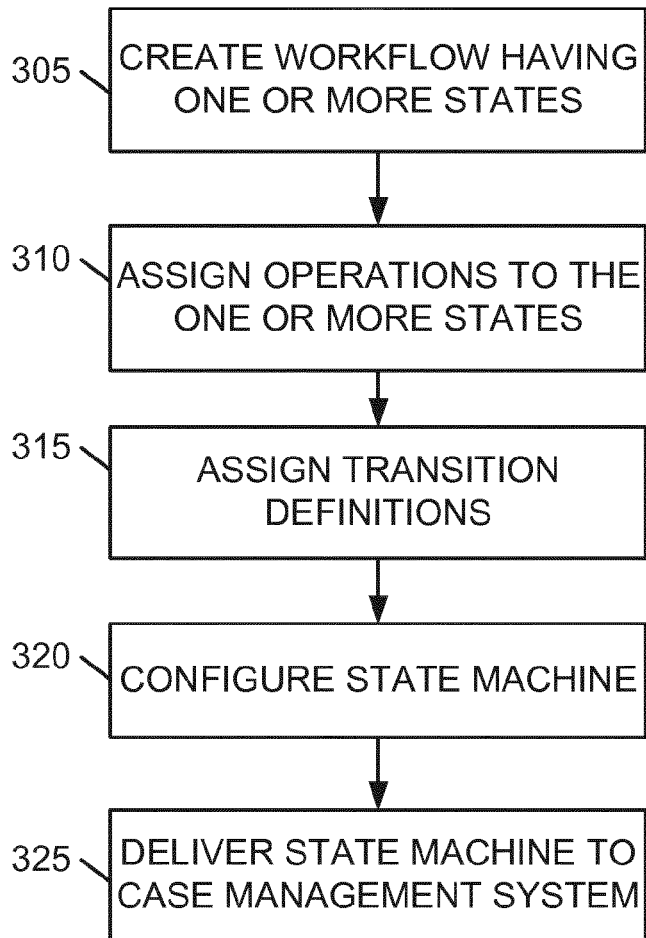 305
CREATE WORKFLOW HAVING
ONE OR MORE STATES
310
ASSIGN OPERATIONS TO THE
ONE OR MORE STATES
315
ASSIGN TRANSITION
DEFINITIONS
320
CONFIGURE STATE MACHINE
325
DELIVER STATE MACHINE TO
CASE MANAGEMENT SYSTEM